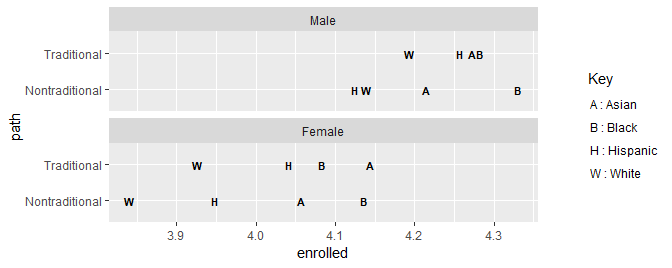 Male
Traditional W H AB
Nontraditional H W A B
Female
Traditional W H B A
Nontraditional W H A B
3.9 4.0 4.1 4.2 4.3
enrolled
path
Key
A : Asian
B : Black
H : Hispanic
W : White